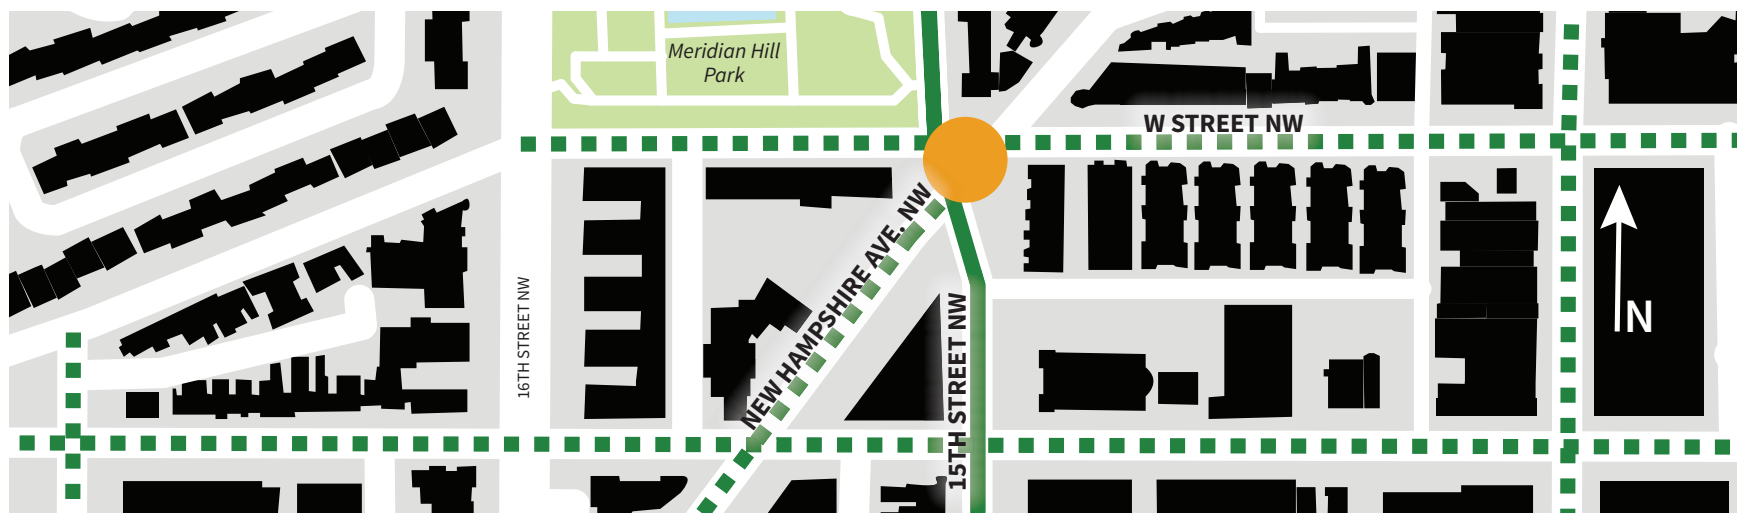 Meridian Hill
Park
W STREET NW
NEW HAMPSHIRE AVE. NW
16TH STREET NW
15TH STREET NW
N